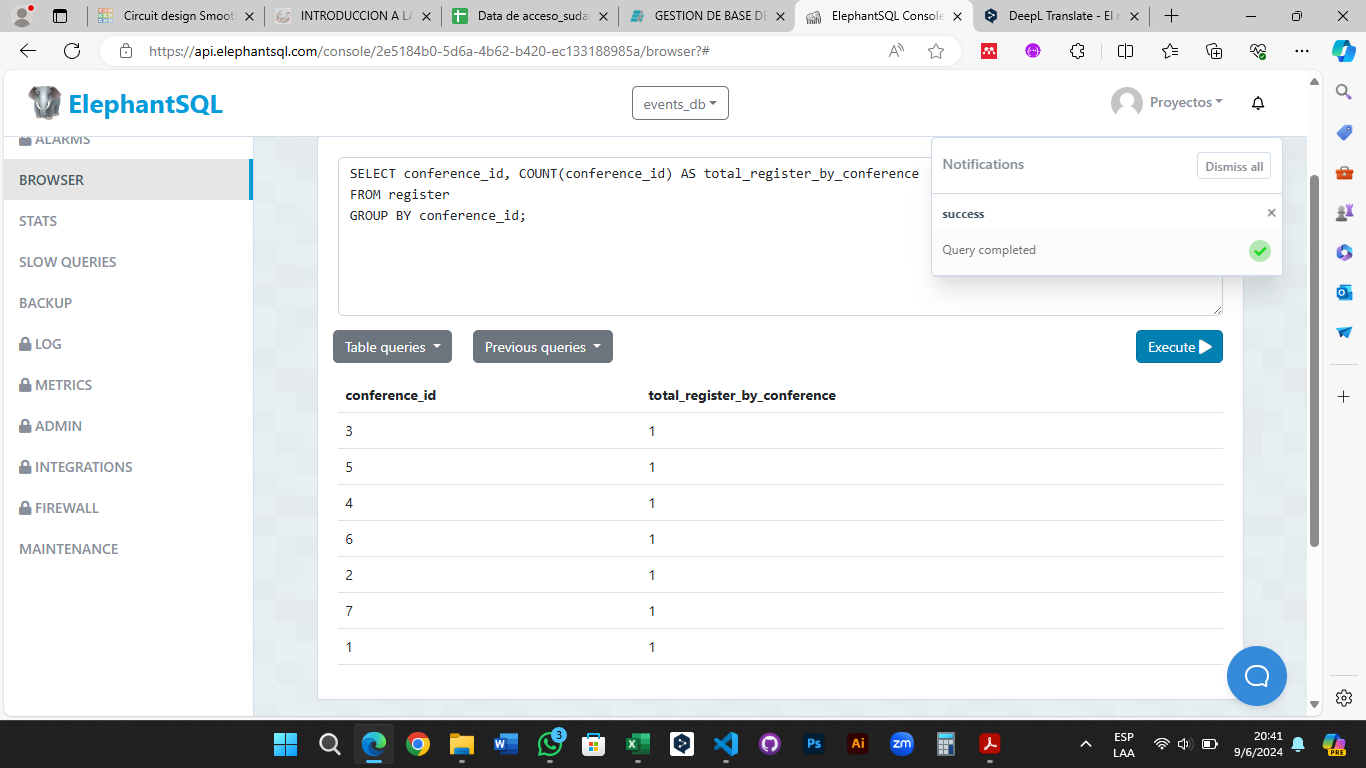 Circuit design Smoot
INTRODUCCION A LA
Data de acceso_suda
GESTION DE BASE DE
ElephantSQL Console
DeepL Translate - El m
https://api.elephantsql.com/console/2e5184b0-5d6a-4b62-b420-ec133188985a/browser?#
ElephantSQL
events_db
Proyectos
ALARMS
BROWSER
STATS
SLOW QUERIES
BACKUP
LOG
METRICS
ADMIN
INTEGRATIONS
FIREWALL
MAINTENANCE
SELECT conference_id, COUNT(conference_id) AS total_register_by_conference
FROM register
GROUP BY conference_id;
Notifications
Dismiss all
success
Query completed
Table queries
Previous queries
Execute
conference_id total_register_by_conference
3 1
5 1
4 1
6 1
2 1
7 1
1 1
3
Ps
Ai
zm
ESP
LAA
20:41
9/6/2024
PRE